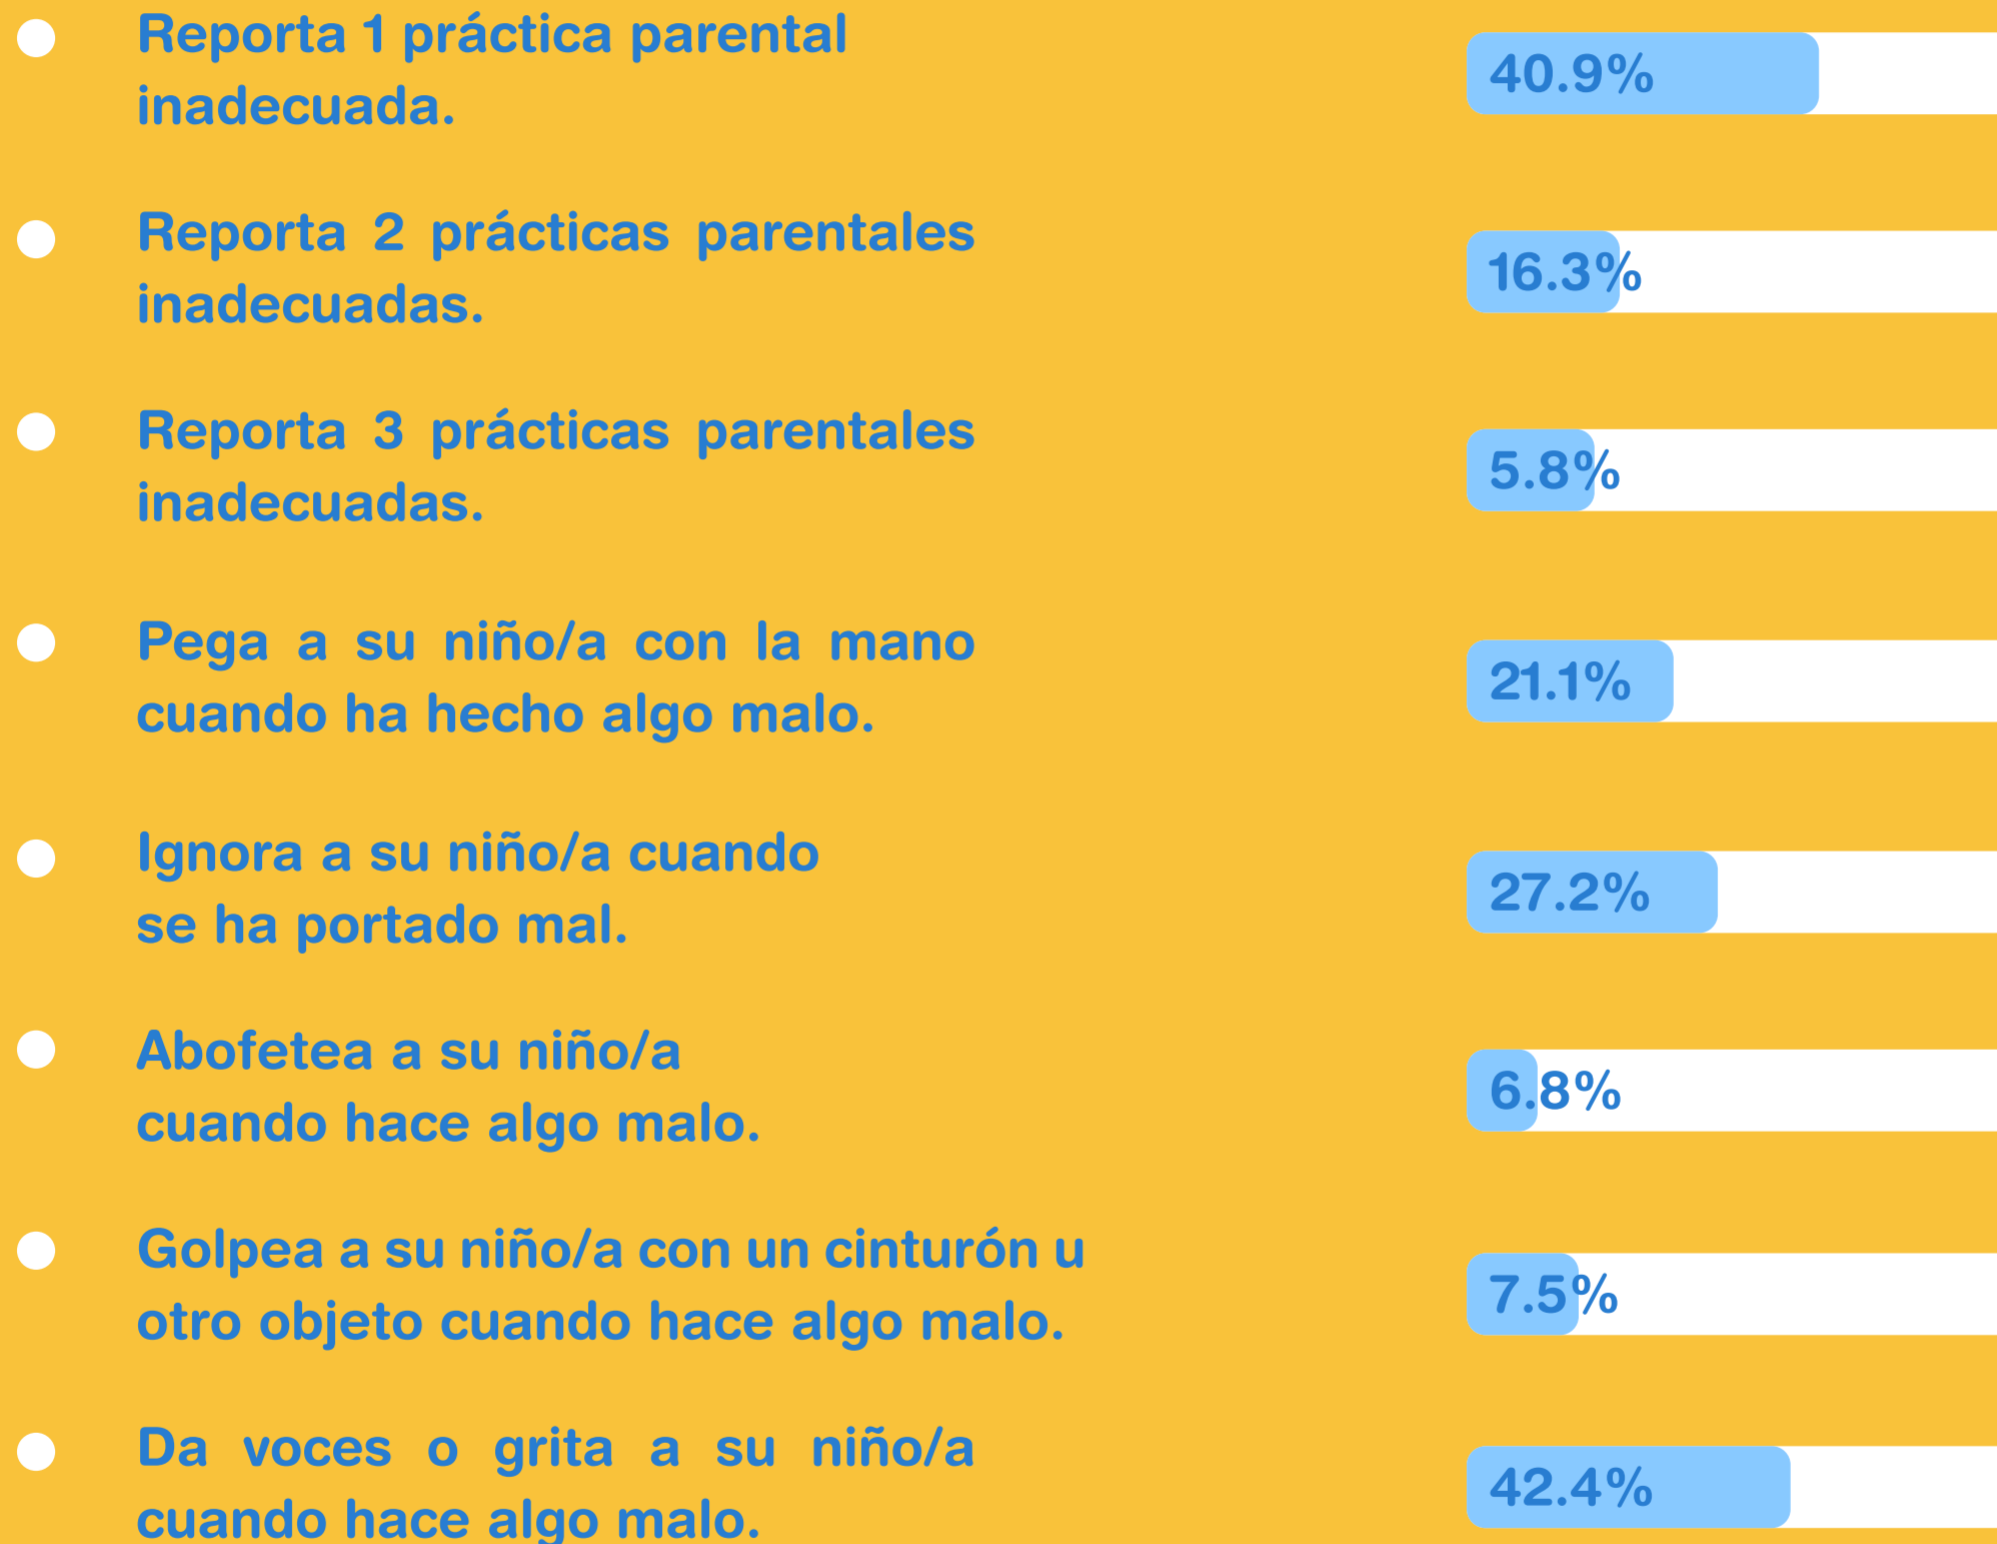 Reporta 1 práctica parental
inadecuada.
40.9%
Reporta 2 prácticas parentales
inadecuadas.
16.3%
Reporta 3 prácticas parentales
inadecuadas.
5.8%
Pega a su niño/a con la mano
cuando ha hecho algo malo.
21.1%
Ignora a su niño/a cuando
se ha portado mal.
27.2%
Abofetea a su niño/a
cuando hace algo malo.
6.8%
Golpea a su niño/a con un cinturón u
otro objeto cuando hace algo malo.
7.5%
Da voces o grita a su niño/a
cuando hace algo malo.
42.4%